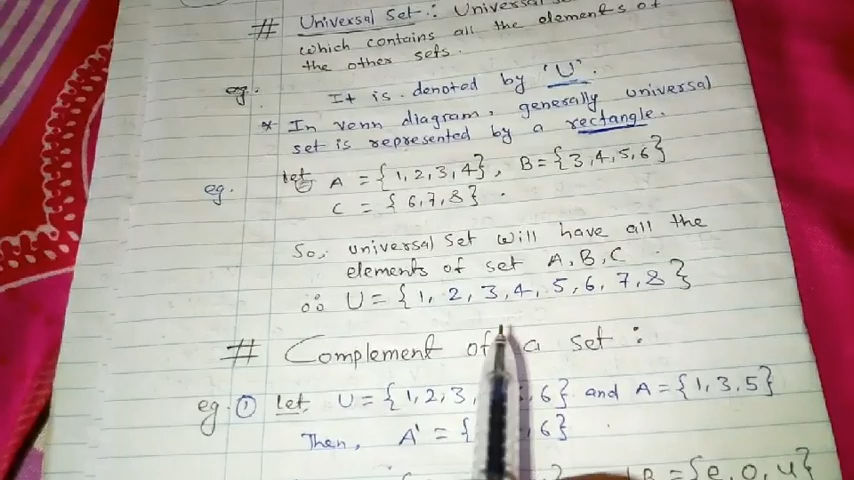 # Universal Set :
which contains all the elements of
the other sets.
eg. It is denoted by 'U'.
* In venn diagram, generally universal
set is represented by a rectangle.
eg. let A = {1,2,3,4}, B = {3,4,5,6}
C = {6,7,8}.
So, universal set will have all the
elements of set A, B, C.
∴ U = {1, 2, 3, 4, 5, 6, 7, 8}
# Complement of a set :
eg. ① Let, U = {1,2,3, ,6} and A = {1,3,5}
Then, A' = { ,6}
B = {e, o, u}